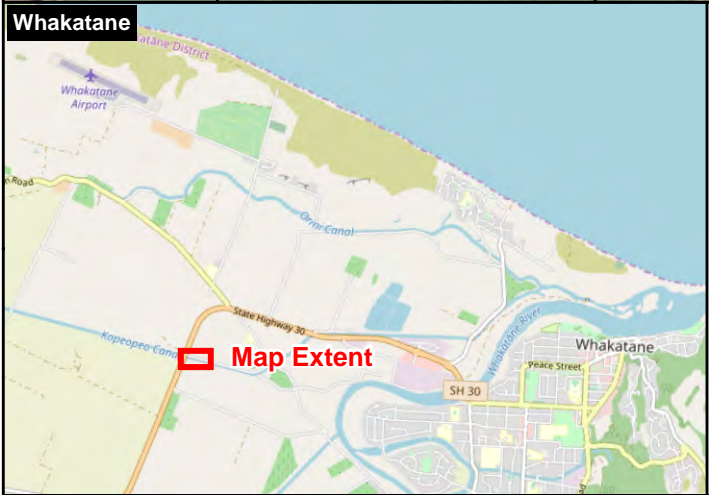 Whakatane
atāne District
Whakatane
Airport
Road
Orini Canal
State Highway 30
Kopeopeo Canal
Map Extent
Whakatane River
Whakatane
Peace Street
SH 30